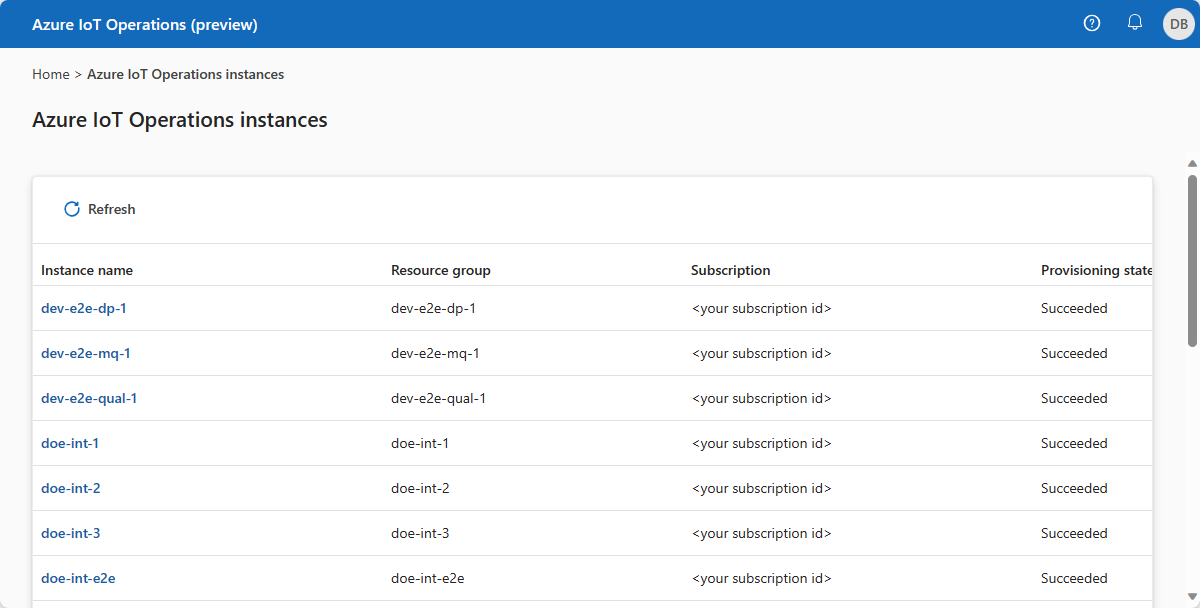 Azure IoT Operations (preview)
DB
Home > Azure IoT Operations instances
Azure IoT Operations instances
Refresh
Instance name Resource group Subscription Provisioning state
dev-e2e-dp-1 dev-e2e-dp-1 <your subscription id> Succeeded
dev-e2e-mq-1 dev-e2e-mq-1 <your subscription id> Succeeded
dev-e2e-qual-1 dev-e2e-qual-1 <your subscription id> Succeeded
doe-int-1 doe-int-1 <your subscription id> Succeeded
doe-int-2 doe-int-2 <your subscription id> Succeeded
doe-int-3 doe-int-3 <your subscription id> Succeeded
doe-int-e2e doe-int-e2e <your subscription id> Succeeded